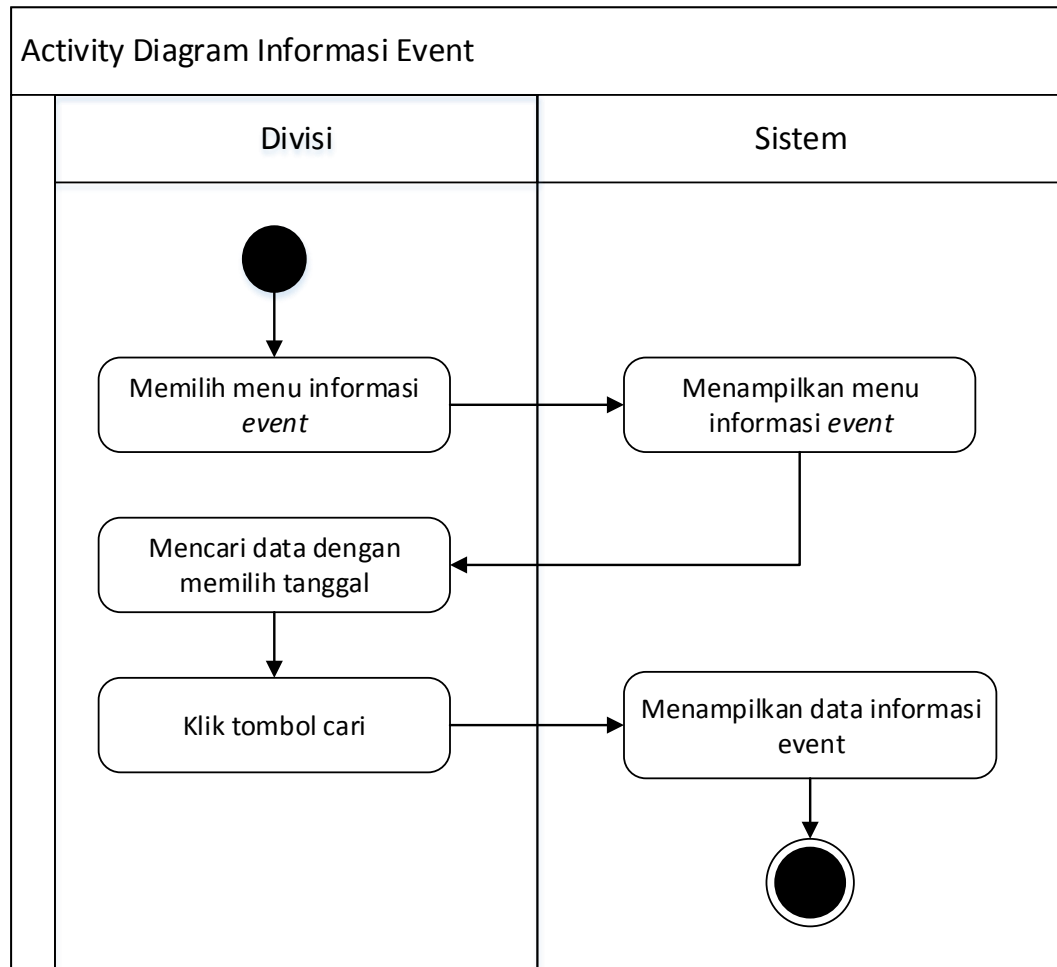 Activity Diagram Informasi Event
Divisi
Sistem
Memilih menu informasi
event
Menampilkan menu
informasi event
Mencari data dengan
memilih tanggal
Klik tombol cari
Menampilkan data informasi
event